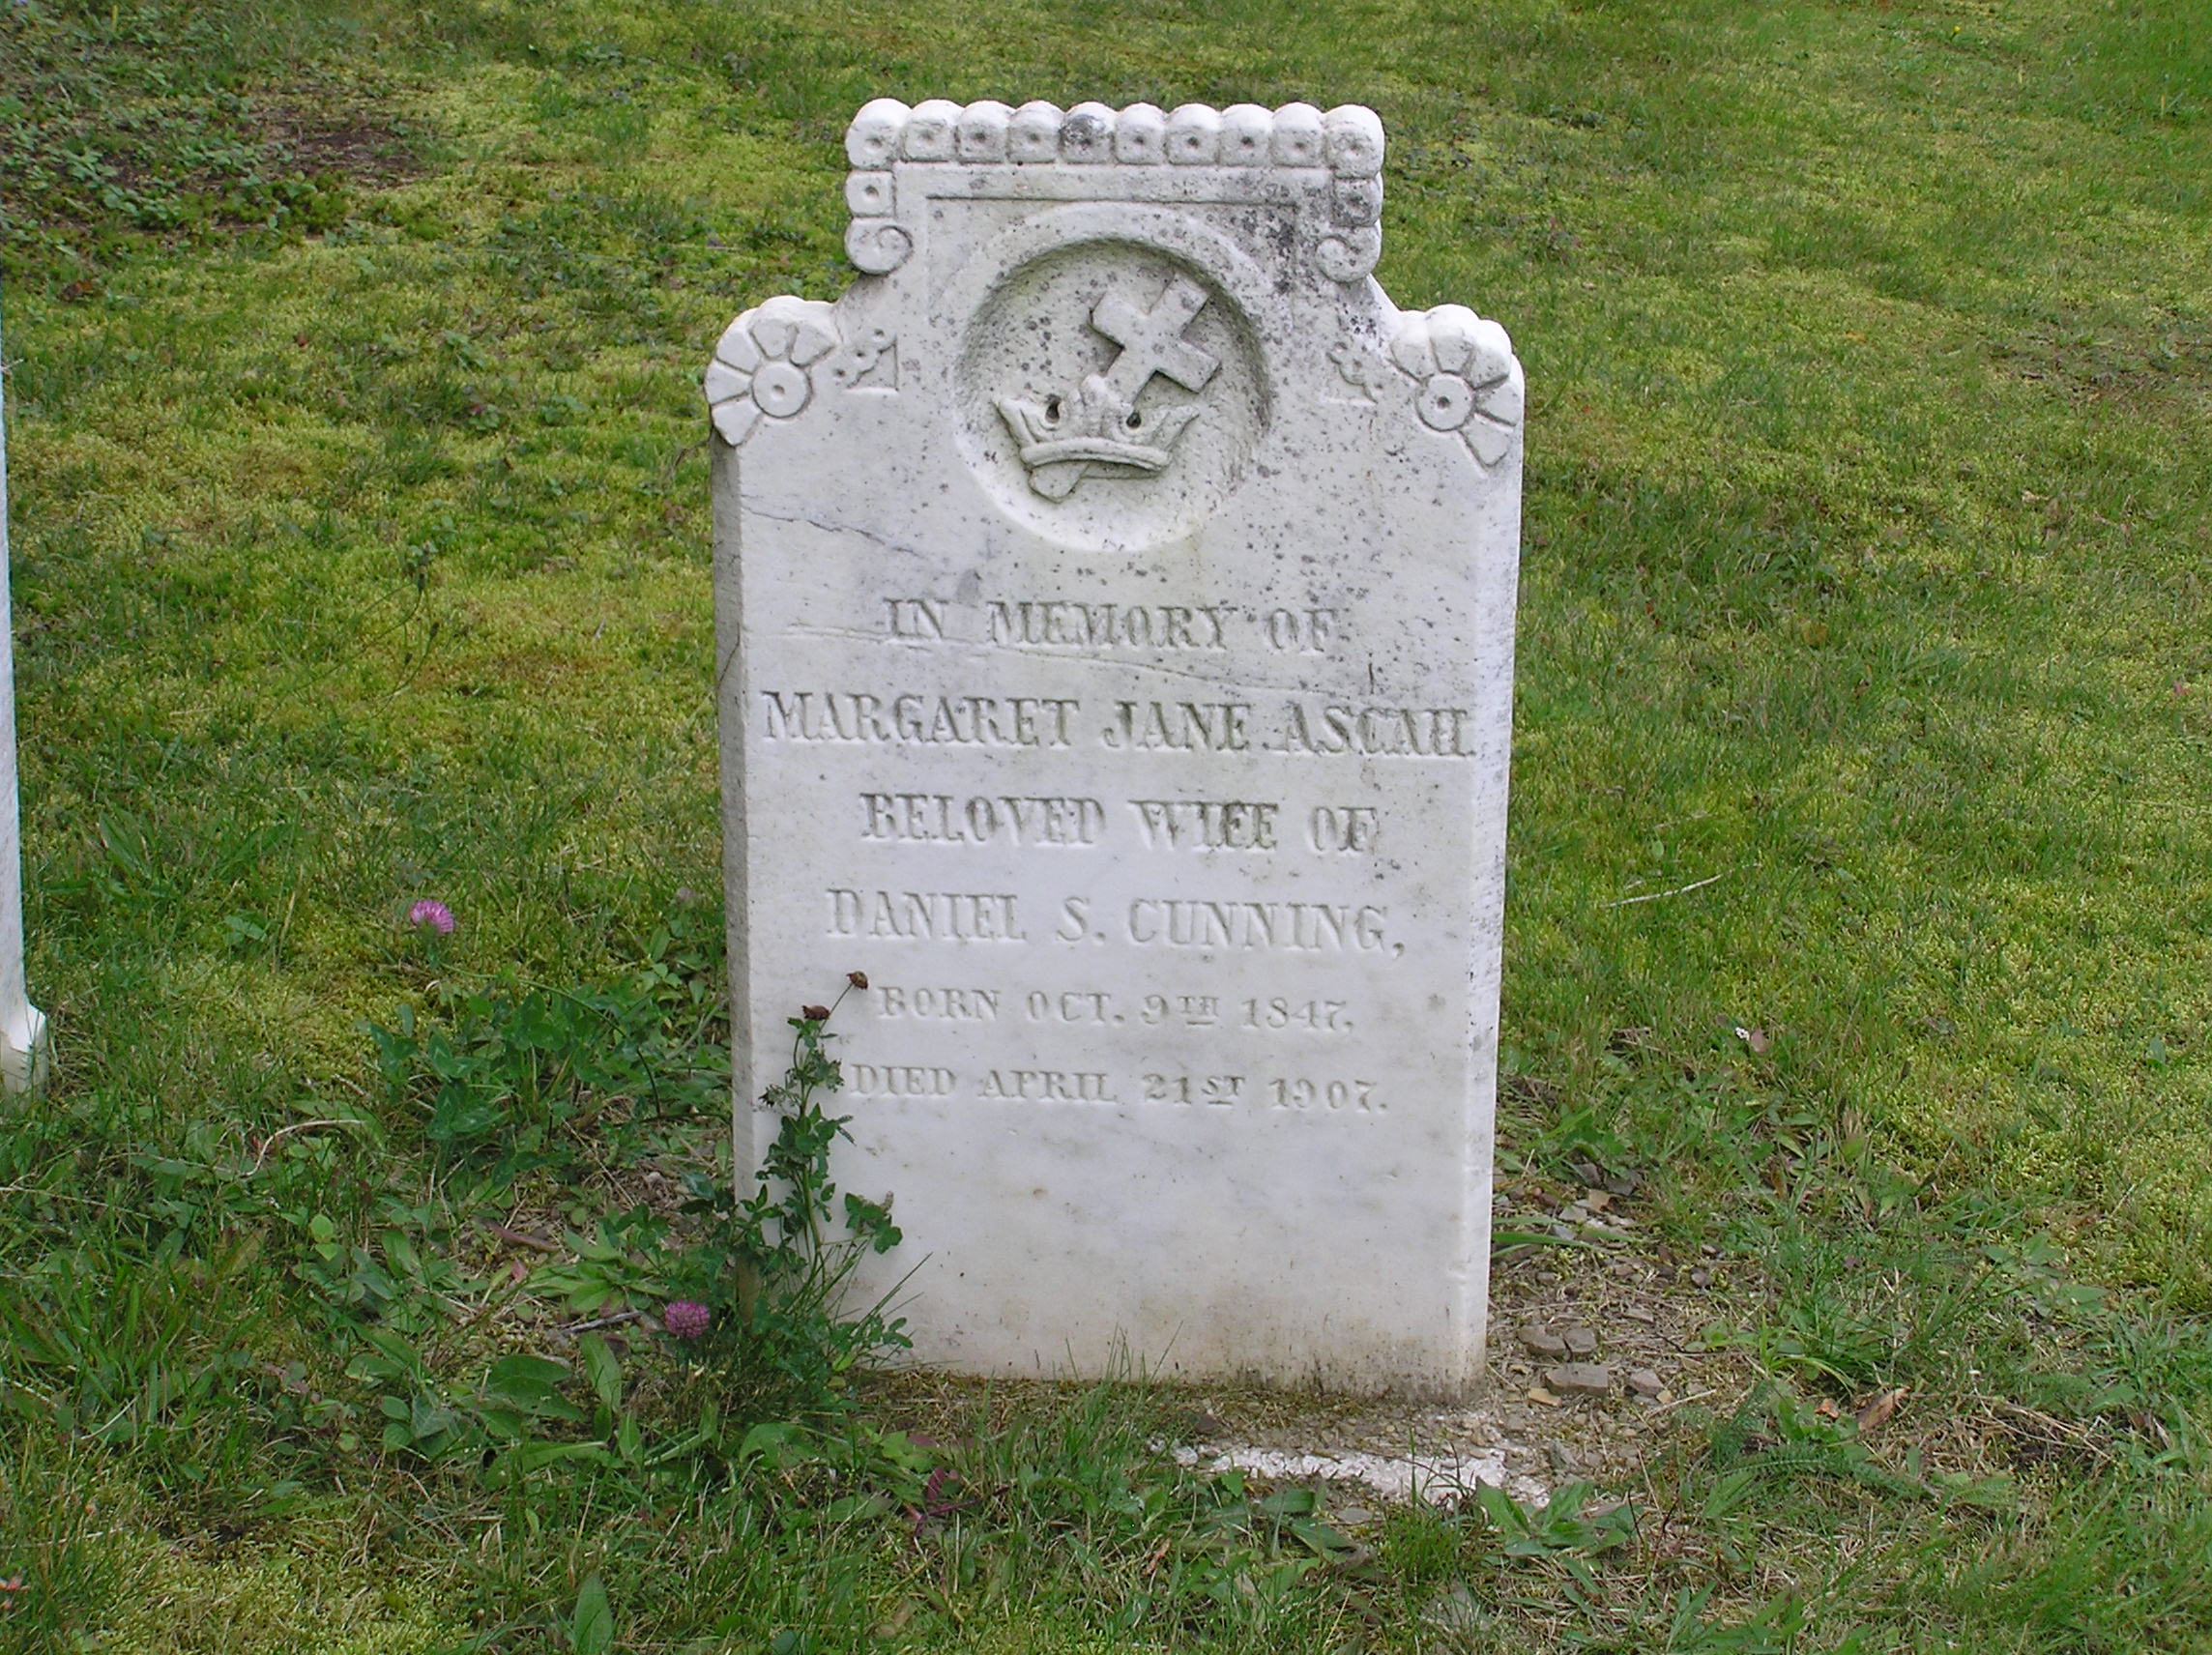 IN MEMORY OF
MARGARET JANE ASCAH
BELOVED WIFE OF
DANIEL S. CUNNING,
BORN OCT. 9TH 1847.
DIED APRIL 21ST 1907.